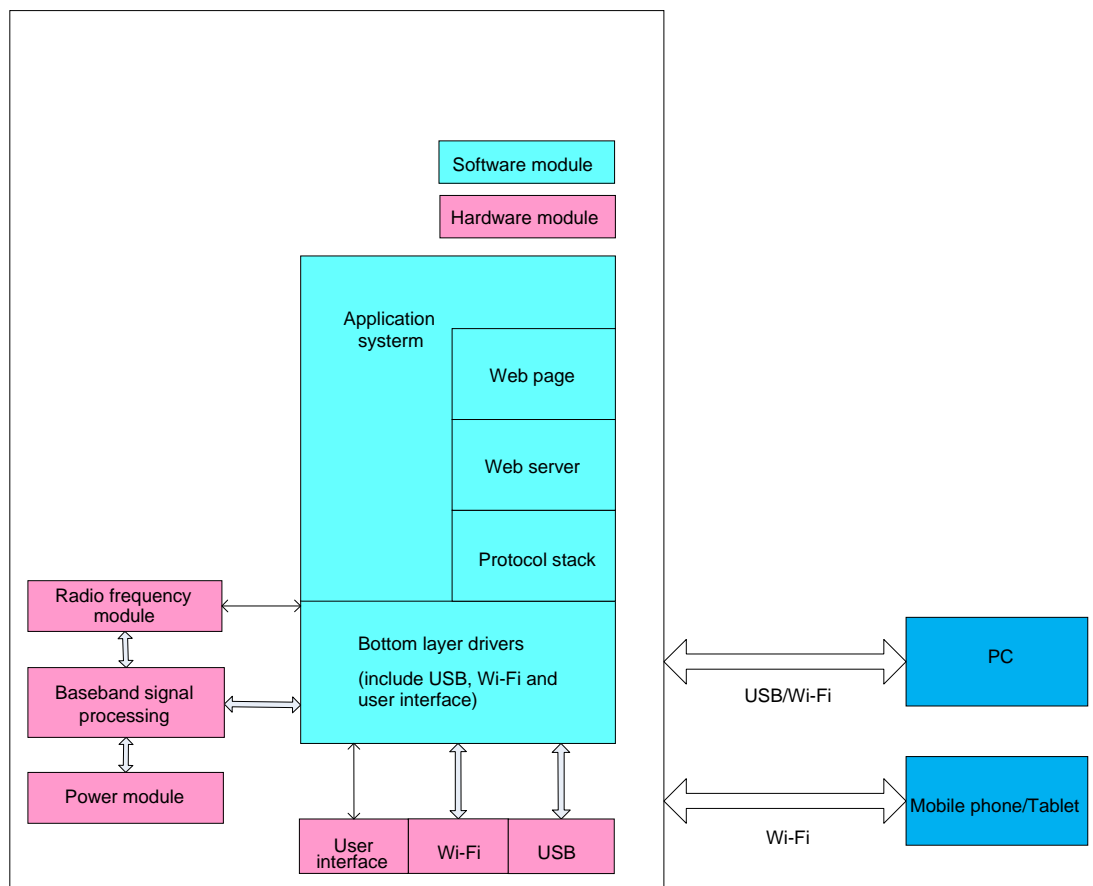 Software module
Hardware module
Application
systerm
Web page
Web server
Protocol stack
Radio frequency
module
Bottom layer drivers
(include USB, Wi-Fi and
user interface)
Baseband signal
processing
Power module
User
interface
Wi-Fi
USB
PC
USB/Wi-Fi
Mobile phone/Tablet
Wi-Fi